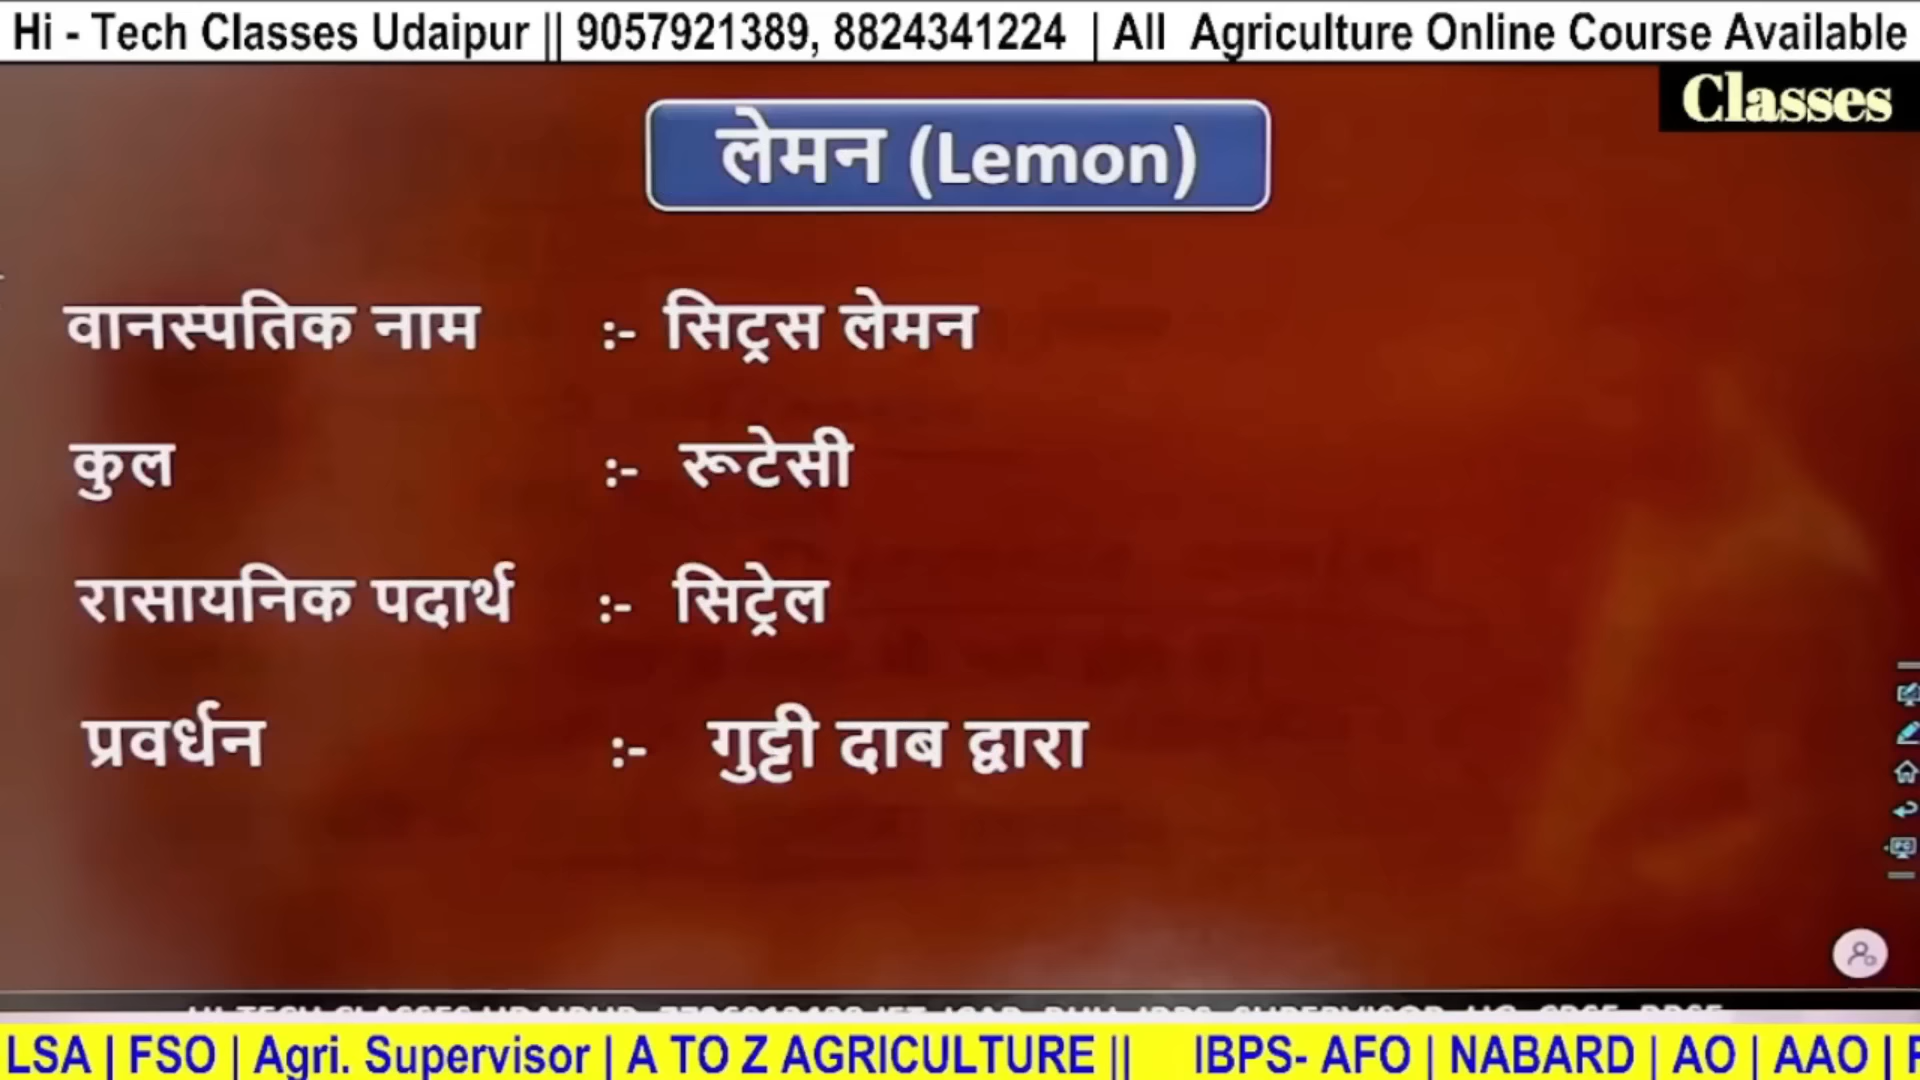 Hi - Tech Classes Udaipur || 9057921389, 8824341224 | All Agriculture Online Course Available
Classes
लेमन (Lemon)
वानस्पतिक नाम :- सिट्रस लेमन
कुल :- रूटेसी
रासायनिक पदार्थ :- सिट्रेल
प्रवर्धन :- गुट्टी दाब द्वारा
LSA | FSO | Agri. Supervisor | A TO Z AGRICULTURE || IBPS- AFO | NABARD | AO | AAO |